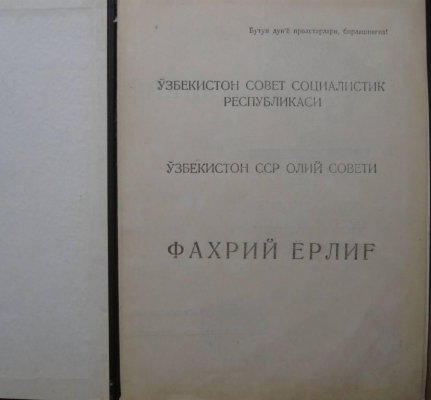 Бутун дунё пролетарлари, бирлашингиз!
ЎЗБЕКИСТОН СОВЕТ СОЦИАЛИСТИК
РЕСПУБЛИКАСИ
ЎЗБЕКИСТОН ССР ОЛИЙ СОВЕТИ
ФАХРИЙ ЁРЛИҒ